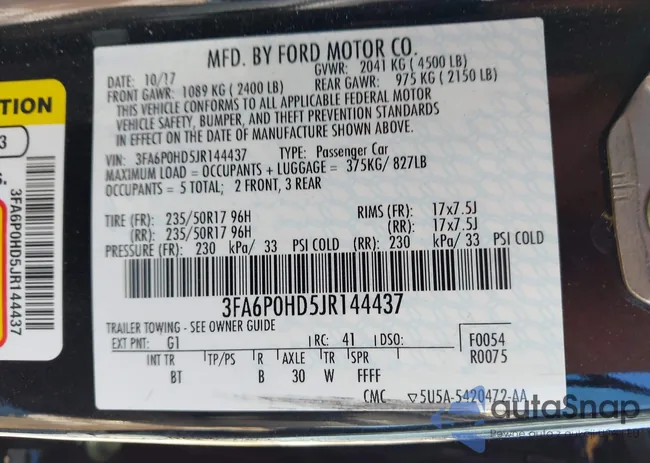 MFD. BY FORD MOTOR CO.
DATE: 10/17 GVWR: 2041 KG ( 4500 LB)
FRONT GAWR: 1089 KG ( 2400 LB) REAR GAWR: 975 KG ( 2150 LB)
THIS VEHICLE CONFORMS TO ALL APPLICABLE FEDERAL MOTOR
VEHICLE SAFETY, BUMPER, AND THEFT PREVENTION STANDARDS
IN EFFECT ON THE DATE OF MANUFACTURE SHOWN ABOVE.
VIN: 3FA6P0HD5JR144437 TYPE: Passenger Car
MAXIMUM LOAD = OCCUPANTS + LUGGAGE = 375KG/ 827LB
OCCUPANTS = 5 TOTAL; 2 FRONT, 3 REAR
TIRE (FR): 235/50R17 96H RIMS (FR): 17x7.5J
(RR): 235/50R17 96H (RR): 17x7.5J
PRESSURE (FR): 230 kPa/ 33 PSI COLD (RR): 230 kPa/ 33 PSI COLD
3FA6P0HD5JR144437
TRAILER TOWING - SEE OWNER GUIDE
EXT PNT: G1 RC: 41 DSO: F0054
R0075
INT TR TP/PS R AXLE TR SPR
BT B 30 W FFFF
CMC ▽5U5A-5420472-AA
TION
3
S.
3FA6P0HD5JR144437
autoSnap